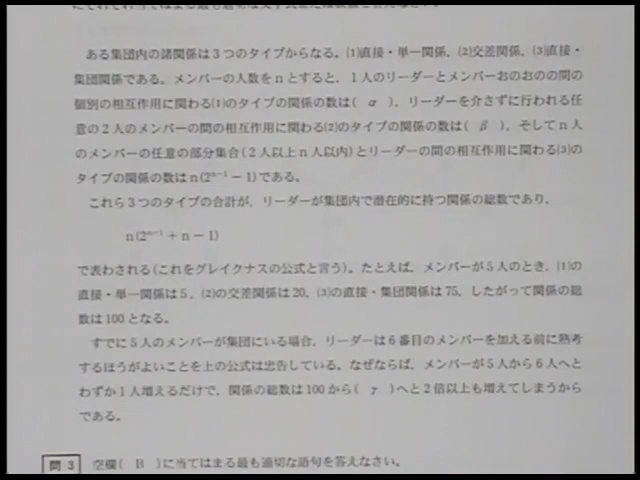 ある集団内の諸関係は3つのタイプからなる。(1)直接・単一関係, (2)交差関係, (3)直接・
集団関係である。メンバーの人数をnとすると, 1人のリーダーとメンバーおのおのの間の
個別の相互作用に関わる(1)のタイプの関係の数は( α ), リーダーを介さずに行われる任
意の2人のメンバーの間の相互作用に関わる(2)のタイプの関係の数は( β ), そしてn人
のメンバーの任意の部分集合(2人以上n人以内)とリーダーの間の相互作用に関わる(3)の
タイプの関係の数はn(2ⁿ⁻¹−1)である。
これら3つのタイプの合計が, リーダーが集団内で潜在的に持つ関係の総数であり,
n(2ⁿ⁻¹+n−1)
で表わされる(これをグレイクナスの公式と言う)。たとえば, メンバーが5人のとき, (1)の
直接・単一関係は5, (2)の交差関係は20, (3)の直接・集団関係は75, したがって関係の総
数は100となる。
すでに5人のメンバーが集団にいる場合, リーダーは6番目のメンバーを加える前に熟考
するほうがよいことを上の公式は忠告している。なぜならば, メンバーが5人から6人へと
わずか1人増えるだけで, 関係の総数は100から( γ )へと2倍以上も増えてしまうから
である。
問3 空欄( B )に当てはまる最も適切な語句を答えなさい。